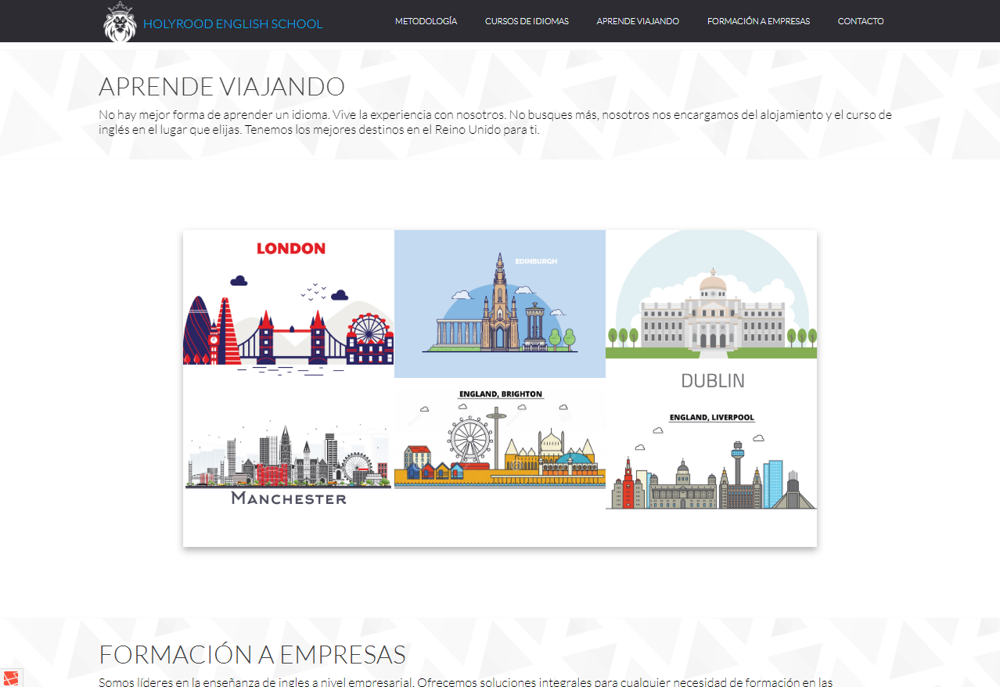 HOLYROOD ENGLISH SCHOOL
METODOLOGÍA
CURSOS DE IDIOMAS
APRENDE VIAJANDO
FORMACIÓN A EMPRESAS
CONTACTO
APRENDE VIAJANDO
No hay mejor forma de aprender un idioma. Vive la experiencia con nosotros. No busques más, nosotros nos encargamos del alojamiento y el curso de
inglés en el lugar que elijas. Tenemos los mejores destinos en el Reino Unido para ti.
LONDON
EDINBURGH
DUBLIN
MANCHESTER
ENGLAND, BRIGHTON
ENGLAND, LIVERPOOL
FORMACIÓN A EMPRESAS
Somos líderes en la enseñanza de ingles a nivel empresarial. Ofrecemos soluciones integrales para cualquier necesidad de formación en las